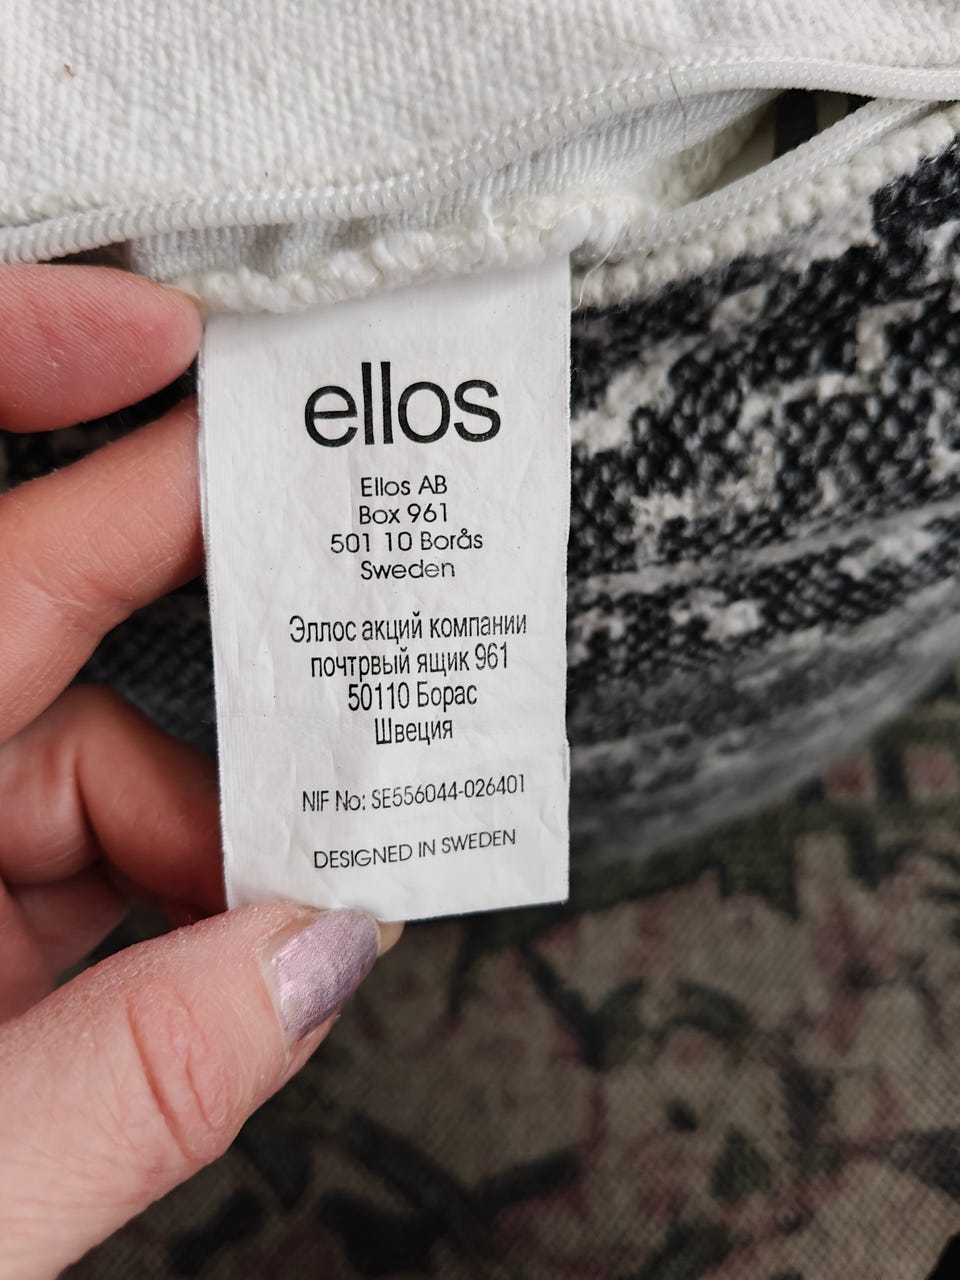 ellos
Ellos AB
Box 961
501 10 Borås
Sweden
Эллос акций компании
почтрвый ящик 961
50110 Борас
Швеция
NIF No: SE556044-026401
DESIGNED IN SWEDEN